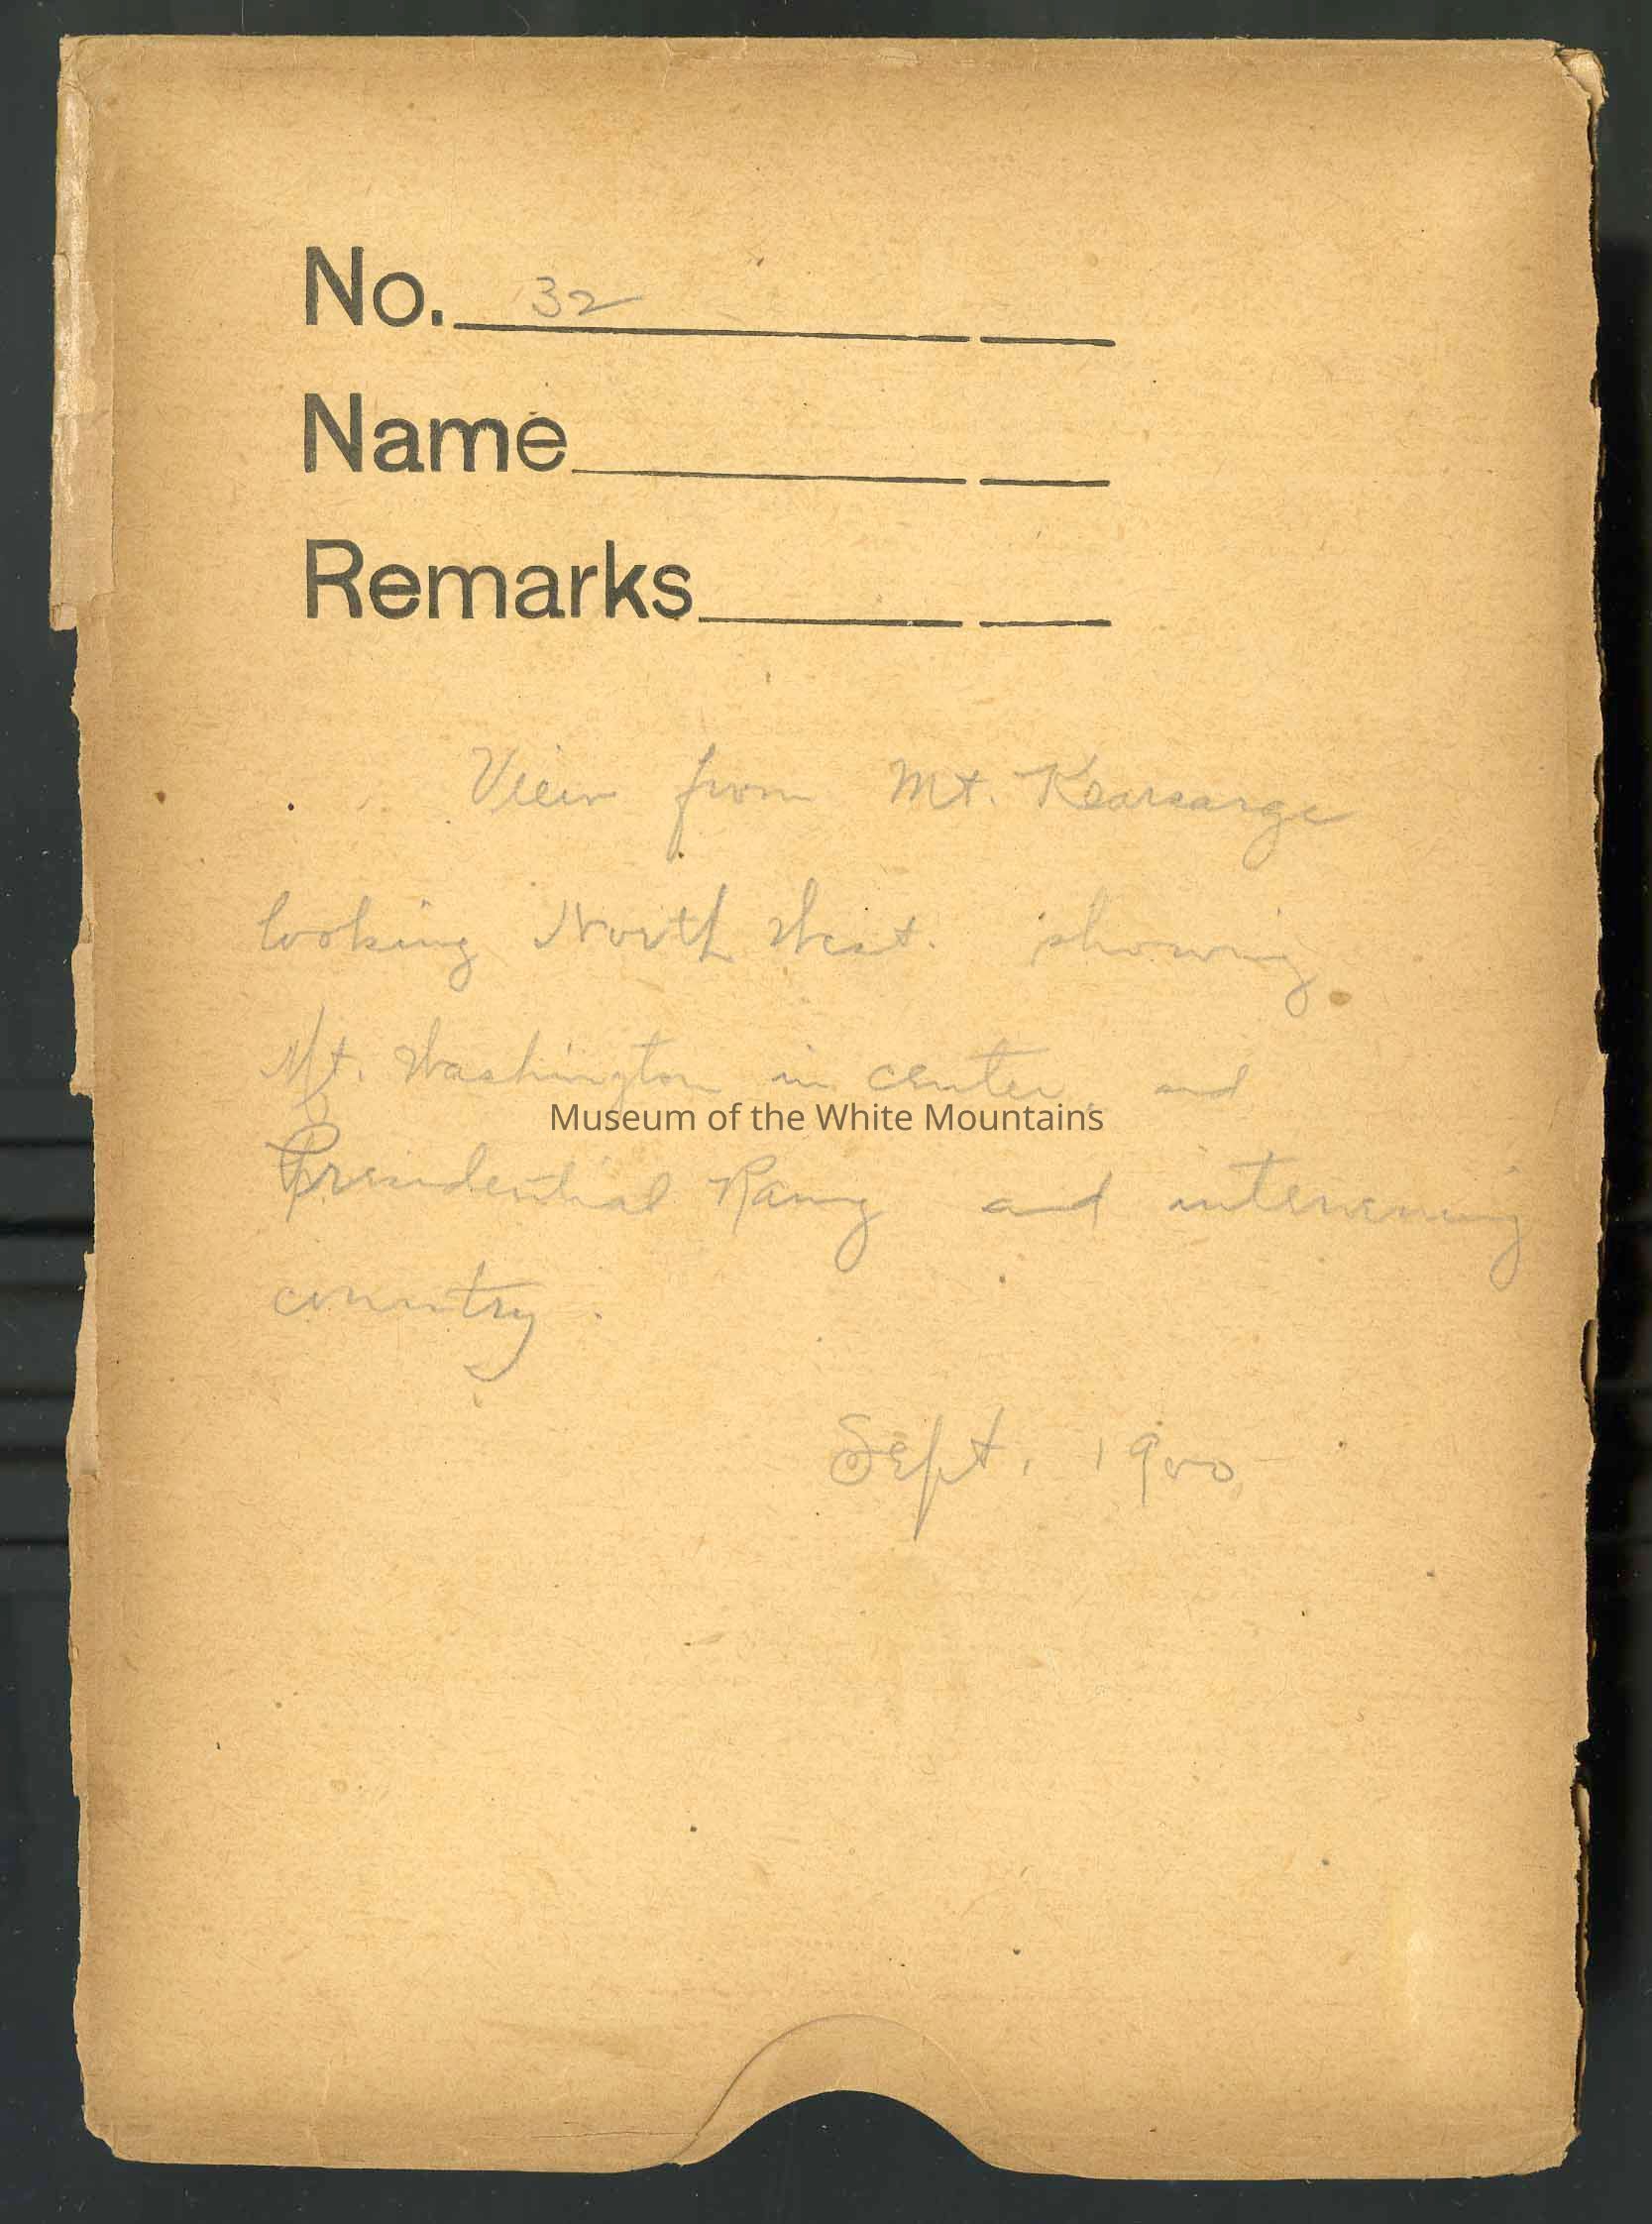 No. 32
Name
Remarks
View from Mt. Kearsarge
looking North West. showing
Mt. Washington in center and
Museum of the White Mountains
Presidential Rang and intervening
country.
Sept. 1900